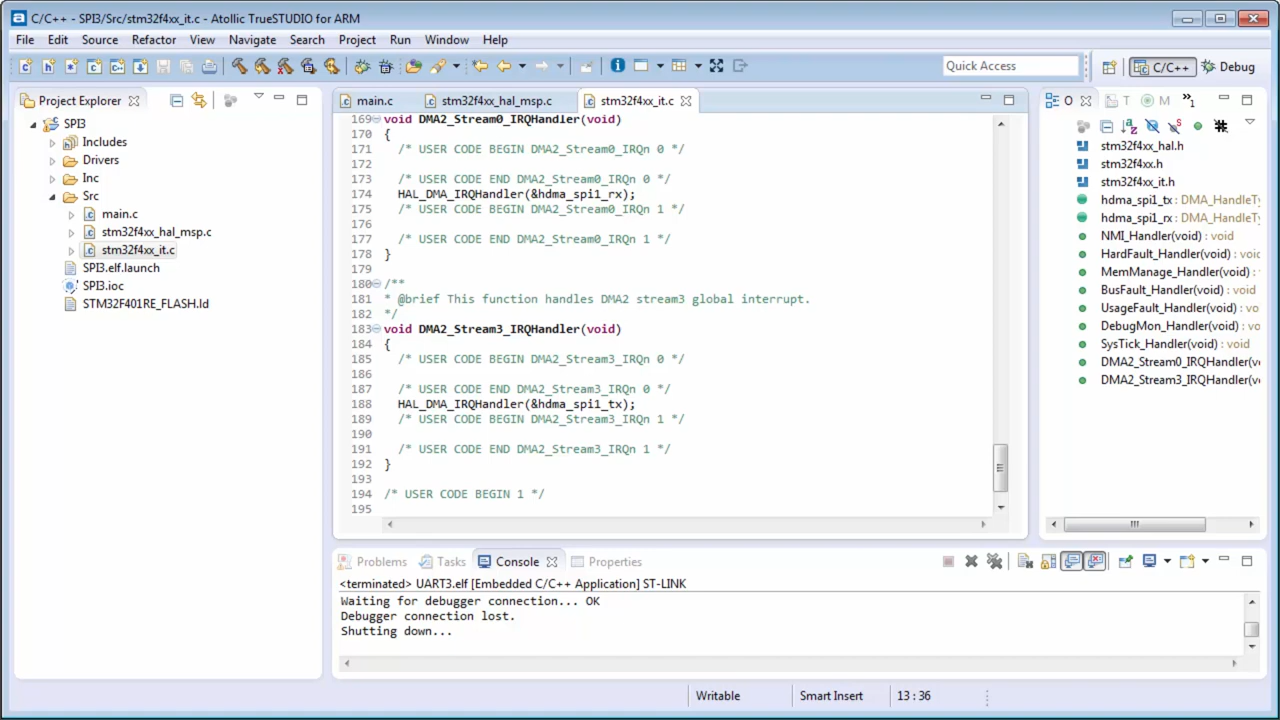 C/C++ - SPI3/Src/stm32f4xx_it.c - Atollic TrueSTUDIO for ARM
File Edit Source Refactor View Navigate Search Project Run Window Help
Quick Access
C/C++ Debug
Project Explorer
SPI3
Includes
Drivers
Inc
Src
main.c
stm32f4xx_hal_msp.c
stm32f4xx_it.c
SPI3.elf.launch
SPI3.ioc
STM32F401RE_FLASH.ld
main.c stm32f4xx_hal_msp.c stm32f4xx_it.c
169 void DMA2_Stream0_IRQHandler(void)
170 {
171 /* USER CODE BEGIN DMA2_Stream0_IRQn 0 */
172
173 /* USER CODE END DMA2_Stream0_IRQn 0 */
174 HAL_DMA_IRQHandler(&hdma_spi1_rx);
175 /* USER CODE BEGIN DMA2_Stream0_IRQn 1 */
176
177 /* USER CODE END DMA2_Stream0_IRQn 1 */
178 }
179
180 /**
181 * @brief This function handles DMA2 stream3 global interrupt.
182 */
183 void DMA2_Stream3_IRQHandler(void)
184 {
185 /* USER CODE BEGIN DMA2_Stream3_IRQn 0 */
186
187 /* USER CODE END DMA2_Stream3_IRQn 0 */
188 HAL_DMA_IRQHandler(&hdma_spi1_tx);
189 /* USER CODE BEGIN DMA2_Stream3_IRQn 1 */
190
191 /* USER CODE END DMA2_Stream3_IRQn 1 */
192 }
193
194 /* USER CODE BEGIN 1 */
195
O T M »1
stm32f4xx_hal.h
stm32f4xx.h
stm32f4xx_it.h
hdma_spi1_tx : DMA_HandleTy
hdma_spi1_rx : DMA_HandleTy
NMI_Handler(void) : void
HardFault_Handler(void) : void
MemManage_Handler(void) :
BusFault_Handler(void) : void
UsageFault_Handler(void) : vo
DebugMon_Handler(void) : vo
SysTick_Handler(void) : void
DMA2_Stream0_IRQHandler(v
DMA2_Stream3_IRQHandler(v
Problems Tasks Console Properties
<terminated> UART3.elf [Embedded C/C++ Application] ST-LINK
Waiting for debugger connection... OK
Debugger connection lost.
Shutting down...
Writable Smart Insert 13 : 36